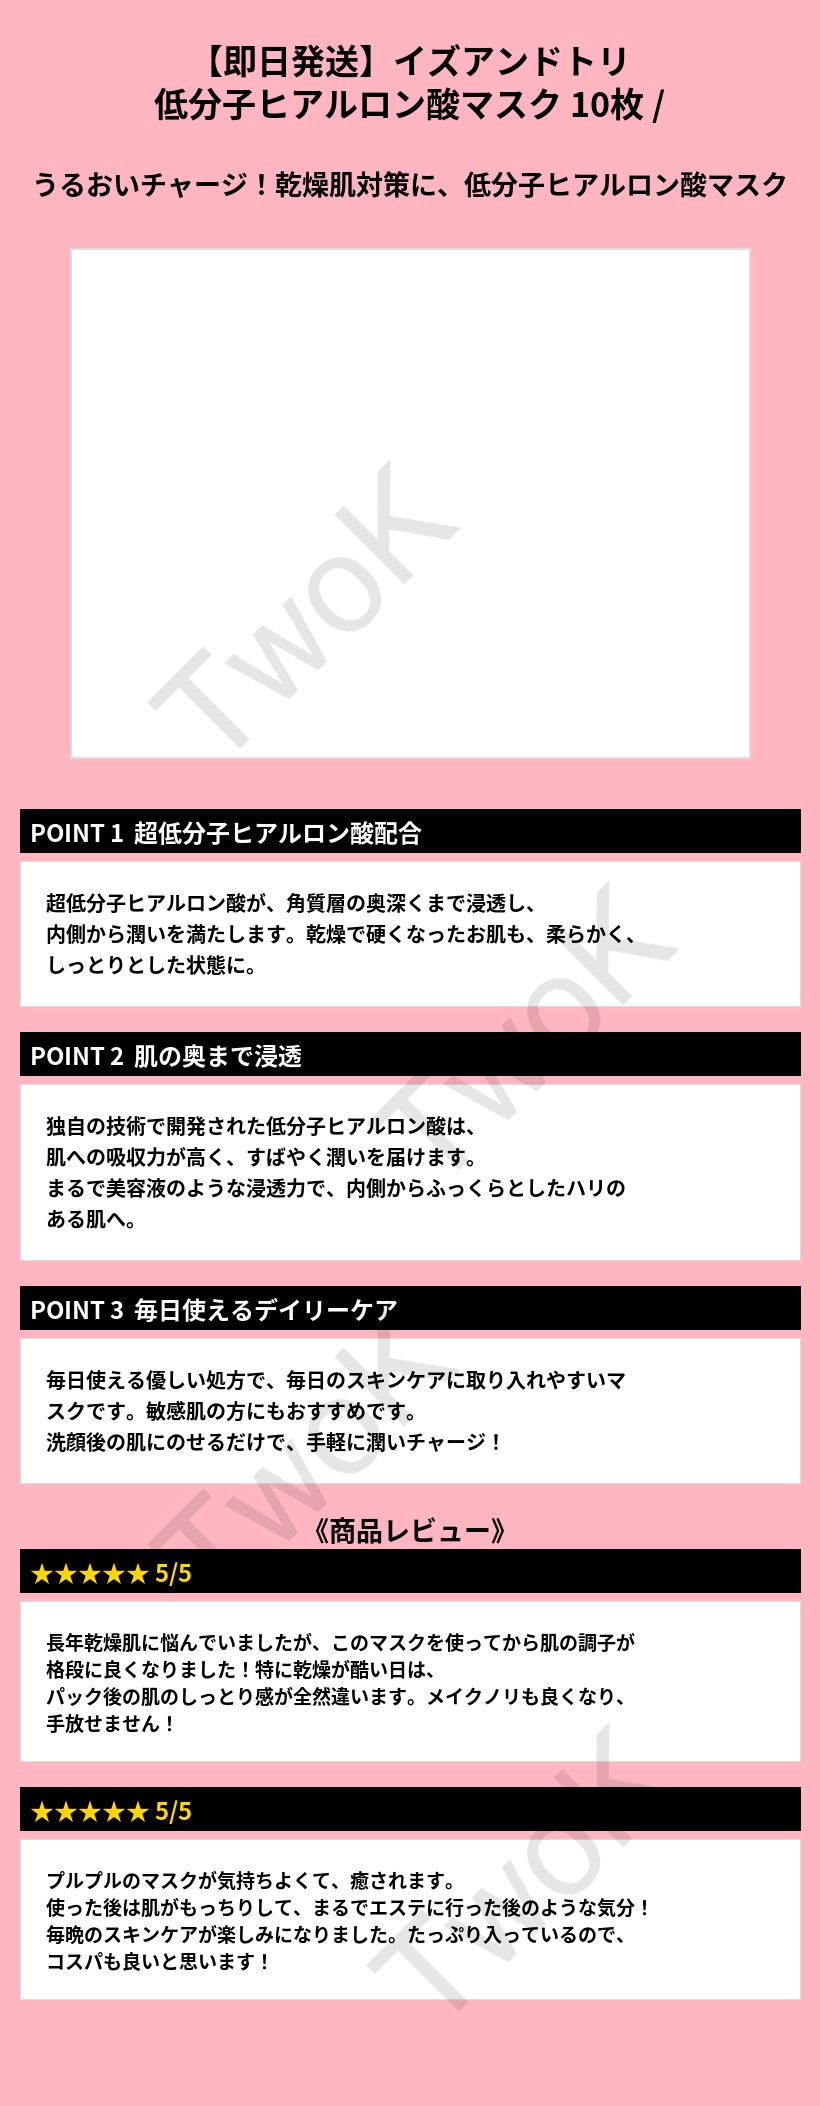 【即日発送】イズアンドトリ
低分子ヒアルロン酸マスク 10枚 /
うるおいチャージ！乾燥肌対策に、低分子ヒアルロン酸マスク
TwoK
POINT 1 超低分子ヒアルロン酸配合
超低分子ヒアルロン酸が、角質層の奥深くまで浸透し、
内側から潤いを満たします。乾燥で硬くなったお肌も、柔らかく、
しっとりとした状態に。
TwoK
POINT 2 肌の奥まで浸透
独自の技術で開発された低分子ヒアルロン酸は、
肌への吸収力が高く、すばやく潤いを届けます。
まるで美容液のような浸透力で、内側からふっくらとしたハリの
ある肌へ。
POINT 3 毎日使えるデイリーケア
毎日使える優しい処方で、毎日のスキンケアに取り入れやすいマ
スクです。敏感肌の方にもおすすめです。
洗顔後の肌にのせるだけで、手軽に潤いチャージ！
TwoK
《商品レビュー》
★★★★★ 5/5
長年乾燥肌に悩んでいましたが、このマスクを使ってから肌の調子が
格段に良くなりました！特に乾燥が酷い日は、
パック後の肌のしっとり感が全然違います。メイクノリも良くなり、
手放せません！
★★★★★ 5/5
プルプルのマスクが気持ちよくて、癒されます。
使った後は肌がもっちりして、まるでエステに行った後のような気分！
毎晩のスキンケアが楽しみになりました。たっぷり入っているので、
コスパも良いと思います！
TwoK